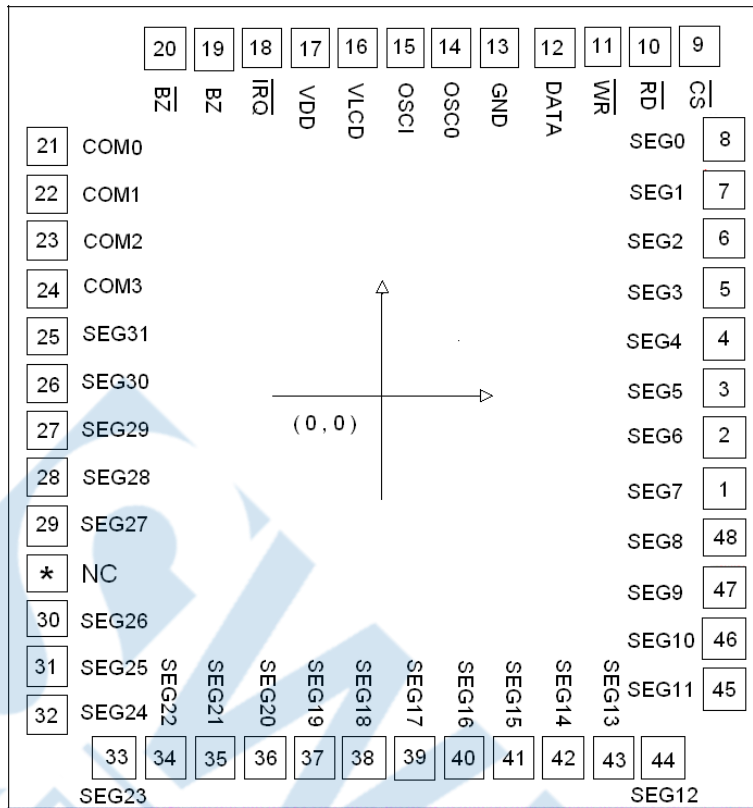 20 19 18 17 16 15 14 13 12 11 10 9
BZ BZ IRQ VDD VLCD OSCI OSC0 GND DATA WR RD CS
21 COM0 SEG0 8
22 COM1 SEG1 7
23 COM2 SEG2 6
24 COM3 SEG3 5
25 SEG31 SEG4 4
26 SEG30 SEG5 3
(0,0)
27 SEG29 SEG6 2
28 SEG28 SEG7 1
29 SEG27 SEG8 48
* NC SEG9 47
30 SEG26 SEG10 46
31 SEG25 SEG11 45
32 SEG24
SEG22 SEG21 SEG20 SEG19 SEG18 SEG17 SEG16 SEG15 SEG14 SEG13
33 34 35 36 37 38 39 40 41 42 43 44
SEG23 SEG12